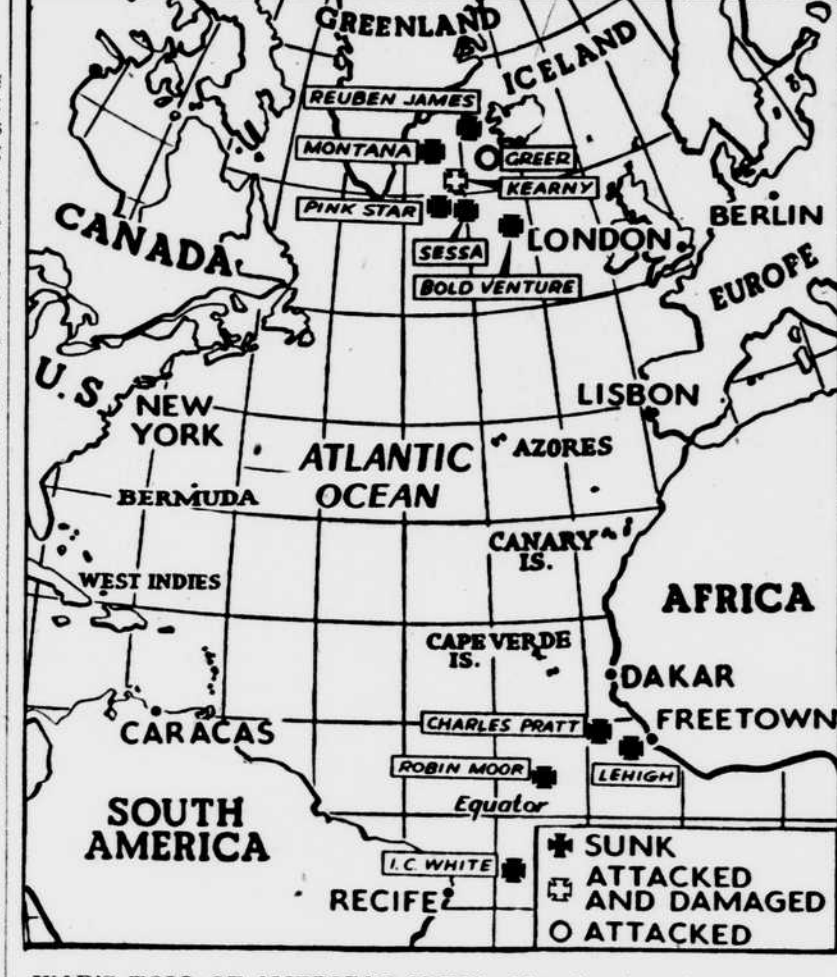 GREENLAND
ICELAND
REUBEN JAMES
MONTANA
GREER
KEARNY
PINK STAR
SESSA
BOLD VENTURE
LONDON
BERLIN
EUROPE
CANADA
U.S.
NEW
YORK
LISBON
ATLANTIC
OCEAN
AZORES
BERMUDA
CANARY
IS.
WEST INDIES
AFRICA
CAPE VERDE
IS.
DAKAR
CHARLES PRATT
FREETOWN
CARACAS
ROBIN MOOR
LEHIGH
Equator
SOUTH
AMERICA
I.C. WHITE
RECIFE
SUNK
ATTACKED
AND DAMAGED
ATTACKED